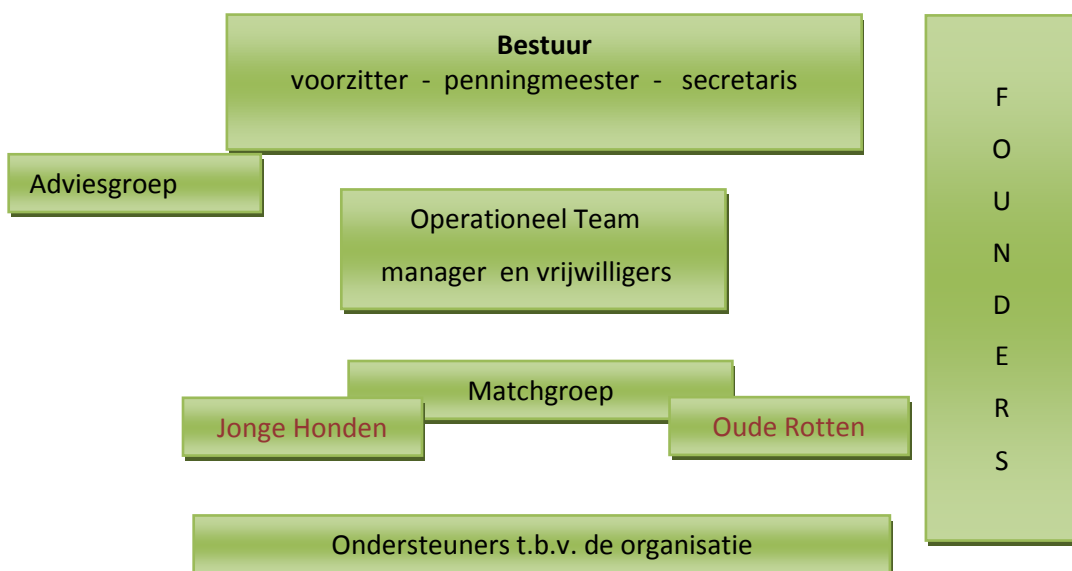 Bestuur
voorzitter - penningmeester - secretaris
Adviesgroep
Operationeel Team
manager en vrijwilligers
Matchgroep
Jonge Honden
Oude Rotten
Ondersteuners t.b.v. de organisatie
F
O
U
N
D
E
R
S